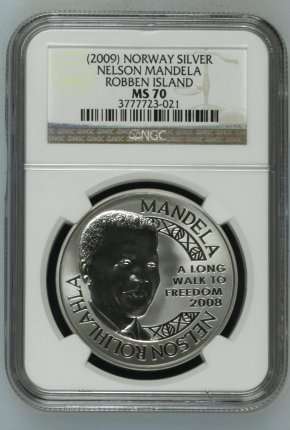 (2009) NORWAY SILVER
NELSON MANDELA
ROBBEN ISLAND
MS 70
3777723-021
NGC
MANDELA
A LONG
WALK TO
FREEDOM
2008
NELSON ROLIHLAHLA